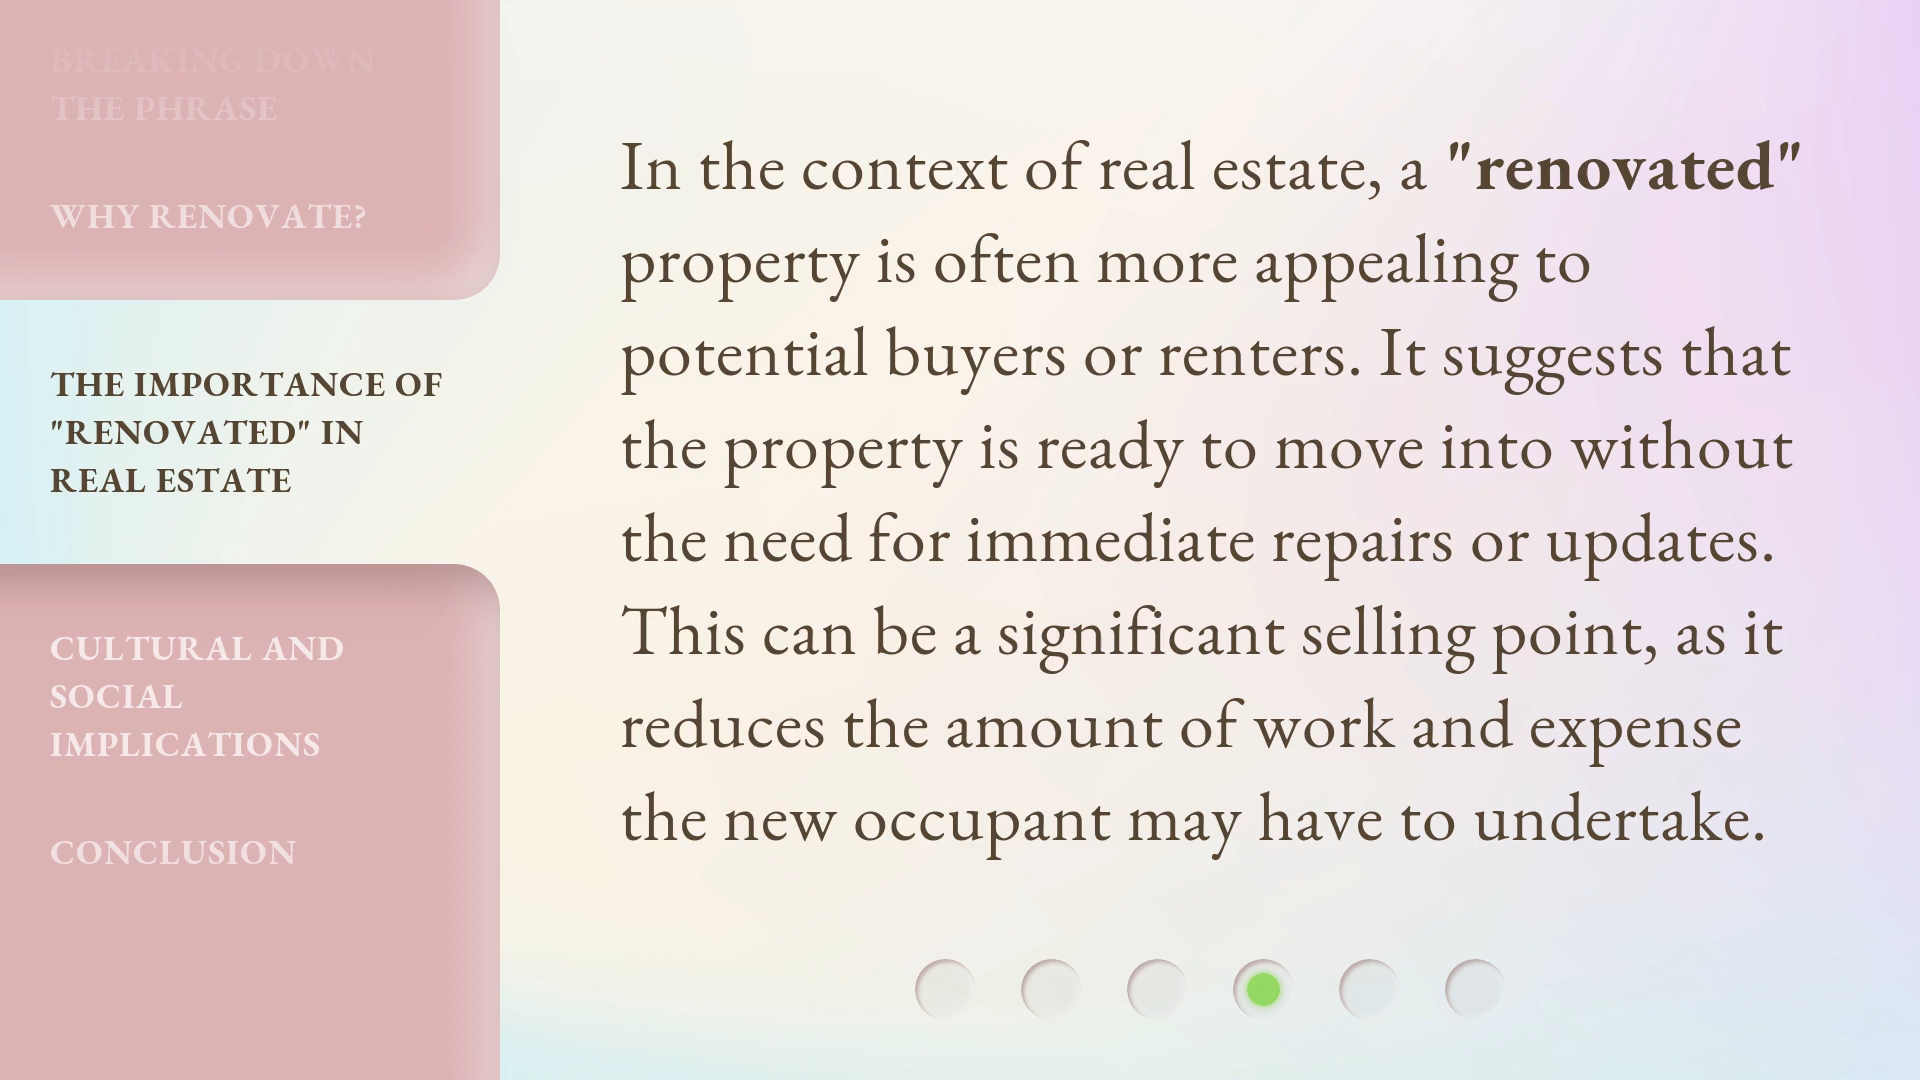 BREAKING DOWN
THE PHRASE
WHY RENOVATE?
THE IMPORTANCE OF
"RENOVATED" IN
REAL ESTATE
CULTURAL AND
SOCIAL
IMPLICATIONS
CONCLUSION
In the context of real estate, a "renovated"
property is often more appealing to
potential buyers or renters. It suggests that
the property is ready to move into without
the need for immediate repairs or updates.
This can be a significant selling point, as it
reduces the amount of work and expense
the new occupant may have to undertake.